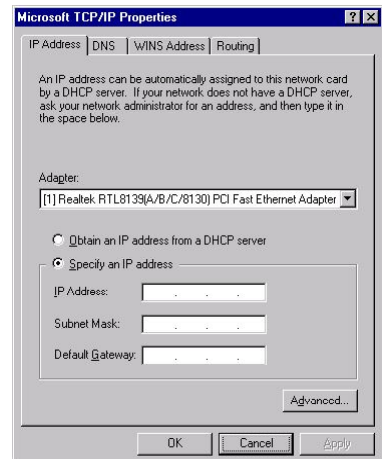 Microsoft TCP/IP Properties
IP Address
DNS
WINS Address
Routing
An IP address can be automatically assigned to this network card
by a DHCP server. If your network does not have a DHCP server,
ask your network administrator for an address, and then type it in
the space below.
Adapter:
[1] Realtek RTL8139(A/B/C/8130) PCI Fast Ethernet Adapter
Obtain an IP address from a DHCP server
Specify an IP address
IP Address:
Subnet Mask:
Default Gateway:
Advanced...
OK
Cancel
Apply